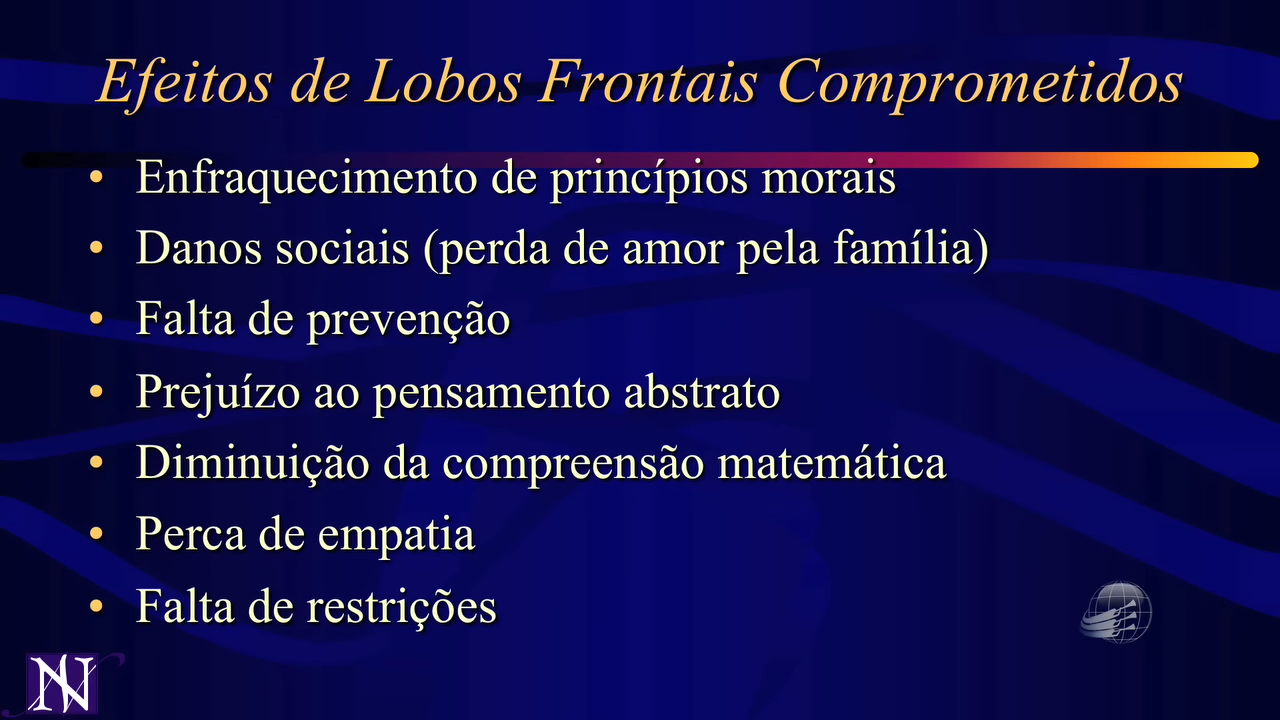 Efeitos de Lobos Frontais Comprometidos
• Enfraquecimento de princípios morais
• Danos sociais (perda de amor pela família)
• Falta de prevenção
• Prejuízo ao pensamento abstrato
• Diminuição da compreensão matemática
• Perca de empatia
• Falta de restrições